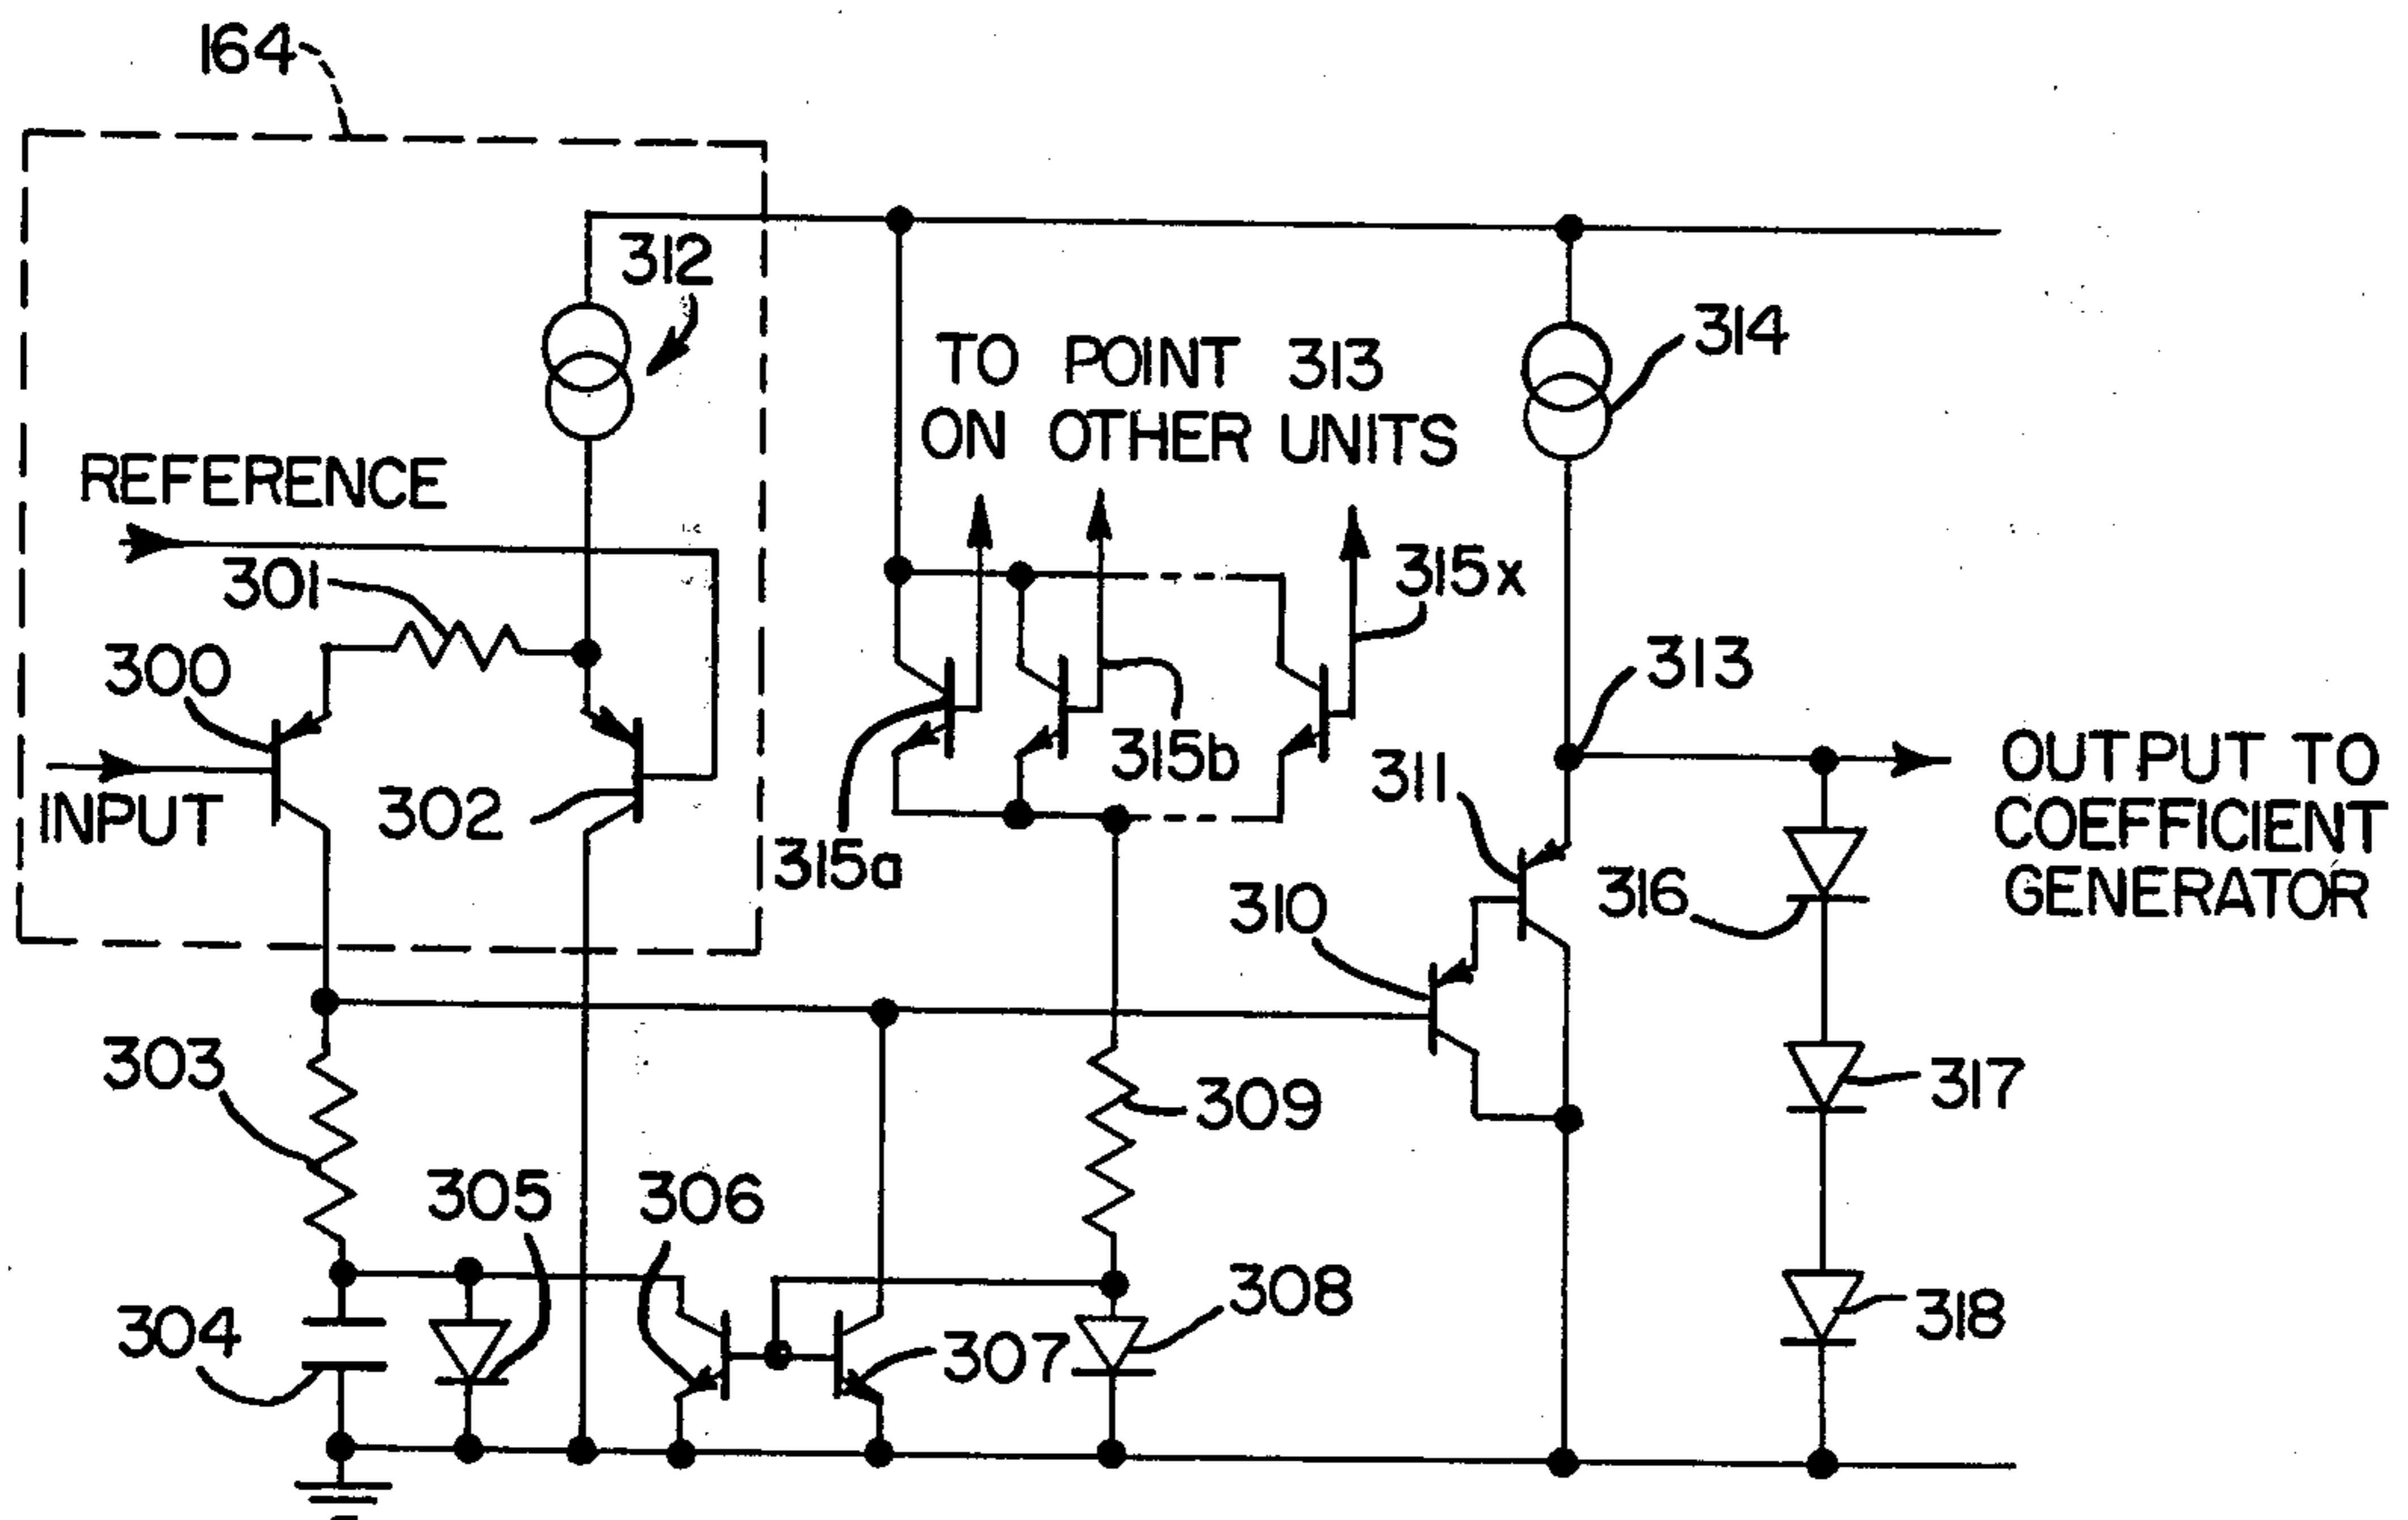 164
312
TO POINT 313
ON OTHER UNITS
314
REFERENCE
301
315x
300
313
315b
311
OUTPUT TO
COEFFICIENT
GENERATOR
INPUT
302
315a
310
316
303
309
317
305
306
308
304
307
318